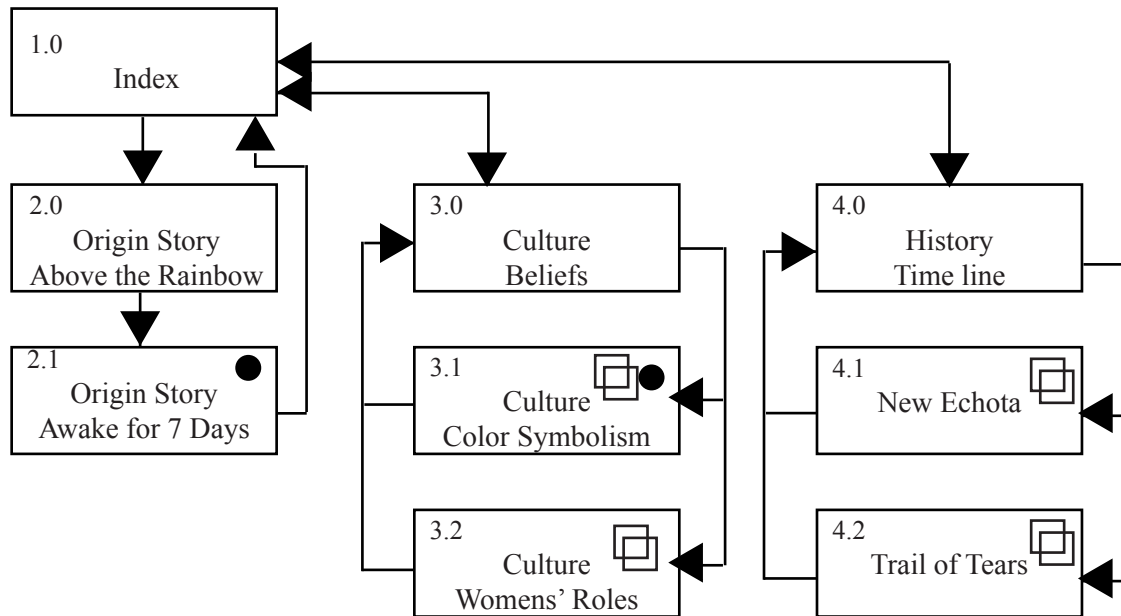 1.0
Index
2.0
Origin Story
Above the Rainbow
2.1
Origin Story
Awake for 7 Days
3.0
Culture
Beliefs
3.1
Culture
Color Symbolism
3.2
Culture
Womens’ Roles
4.0
History
Time line
4.1
New Echota
4.2
Trail of Tears